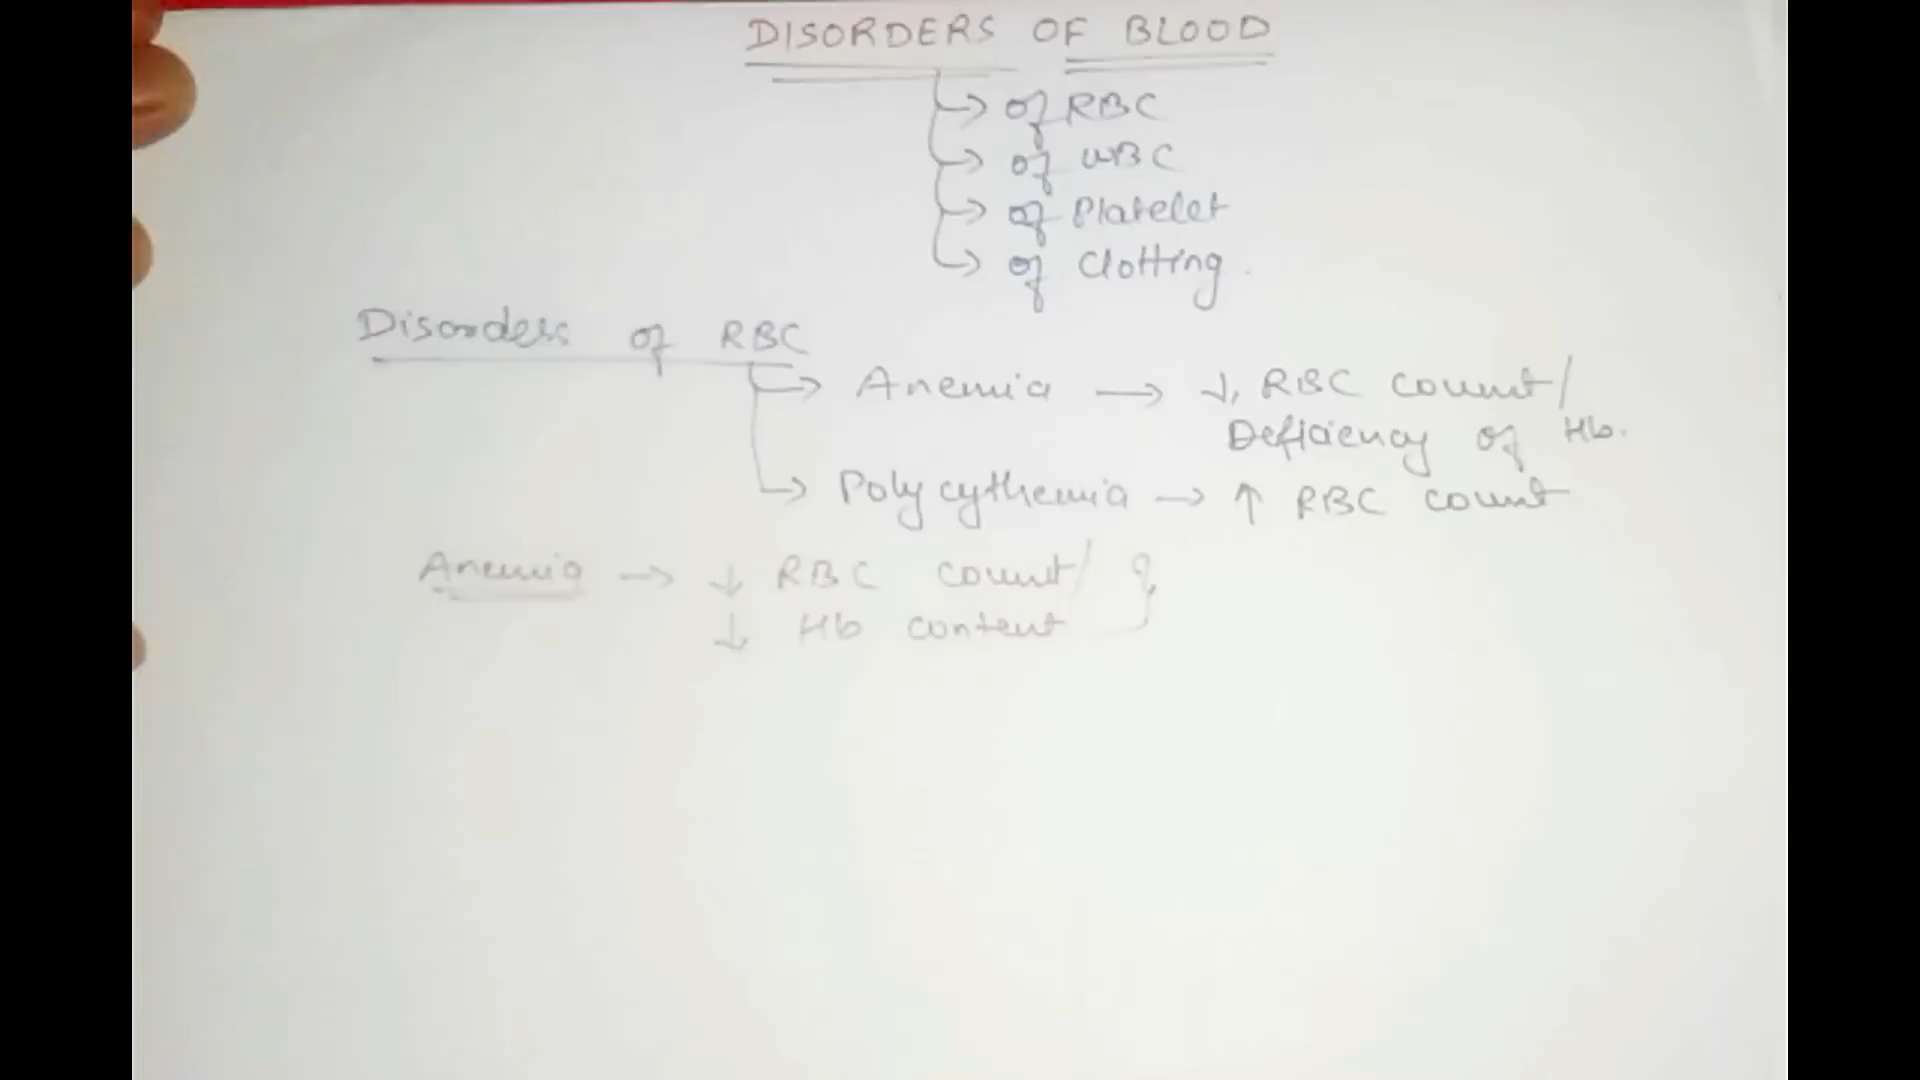 DISORDERS OF BLOOD
→ of RBC
→ of WBC
→ of Platelet
→ of Clotting.
Disorders of RBC
→ Anemia → ↓ RBC count/
Deficiency of Hb.
→ Polycythemia → ↑ RBC count
Anemia → ↓ RBC count/ }
↓ Hb content